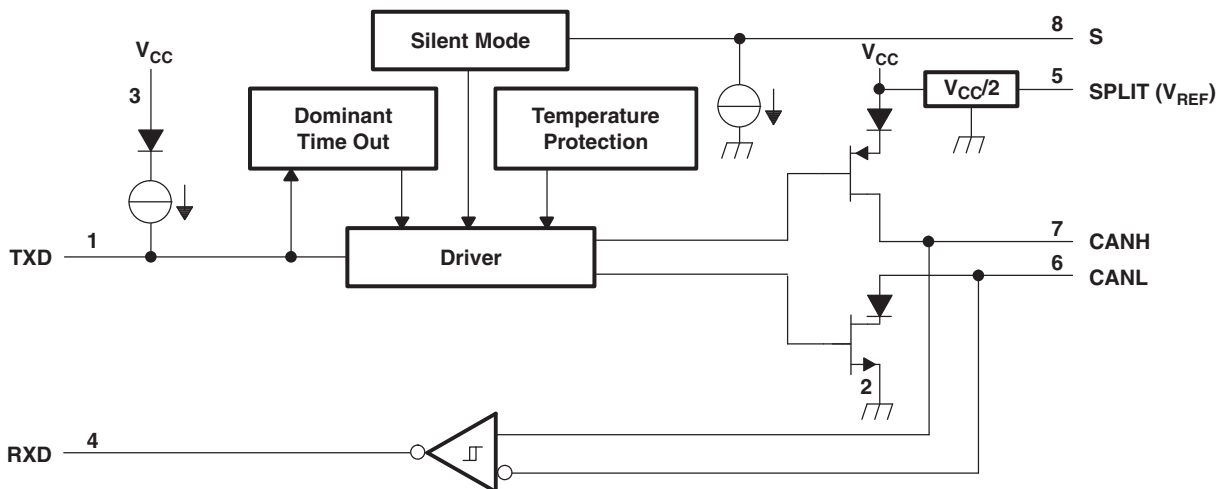 8
S
Silent Mode
VCC
VCC
3
VCC/2
5
SPLIT (VREF)
Dominant
Time Out
Temperature
Protection
1
TXD
Driver
7
CANH
6
CANL
2
4
RXD